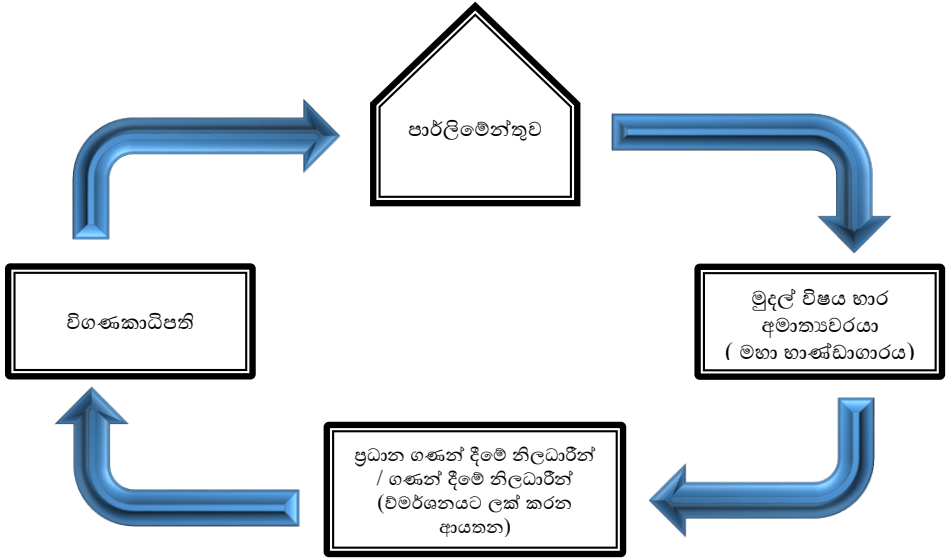 පාර්ලිමේන්තුව
මුදල් විෂය භාර
අමාත්‍යවරයා
( මහා භාණ්ඩාගාරය)
ප්‍රධාන ගණන් දීමේ නිලධාරීන්
/ ගණන් දීමේ නිලධාරීන්
(විමර්ශනයට ලක් කරන
ආයතන)
විගණකාධිපති